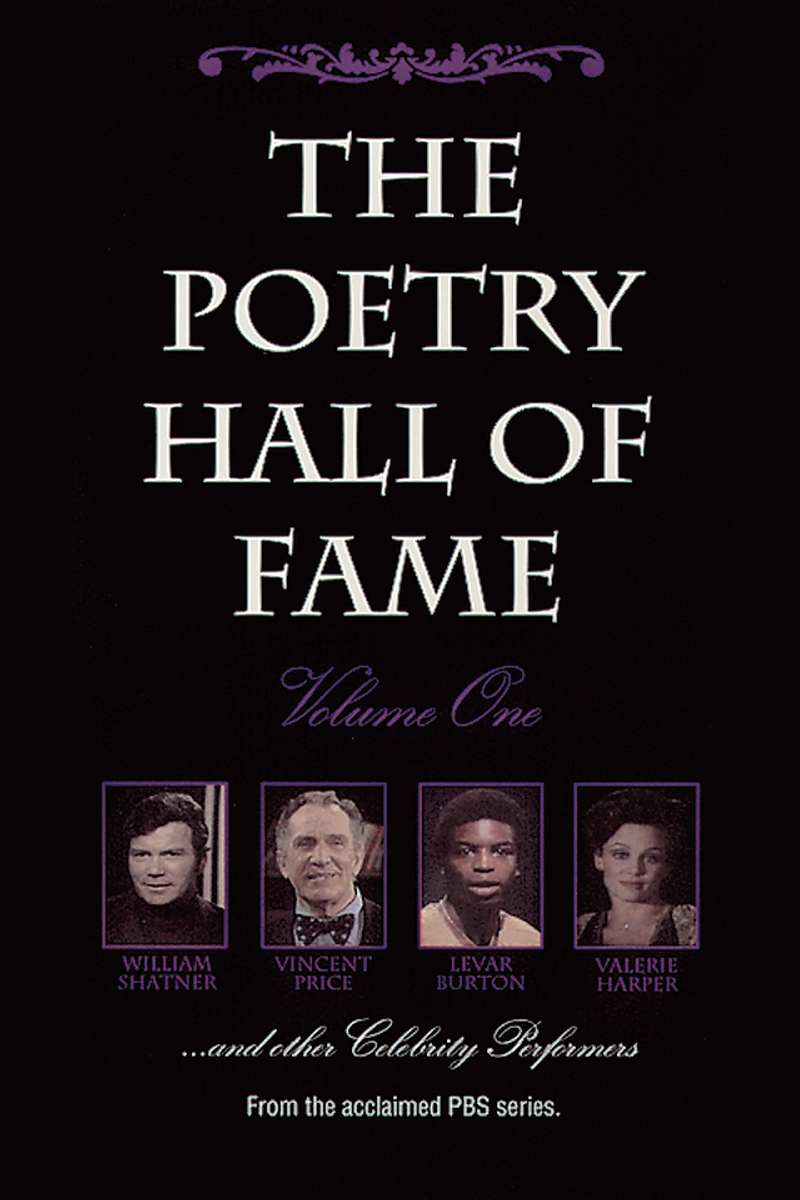 THE
POETRY
HALL OF
FAME
Volume One
WILLIAM
SHATNER
VINCENT
PRICE
LEVAR
BURTON
VALERIE
HARPER
...and other Celebrity Performers
From the acclaimed PBS series.